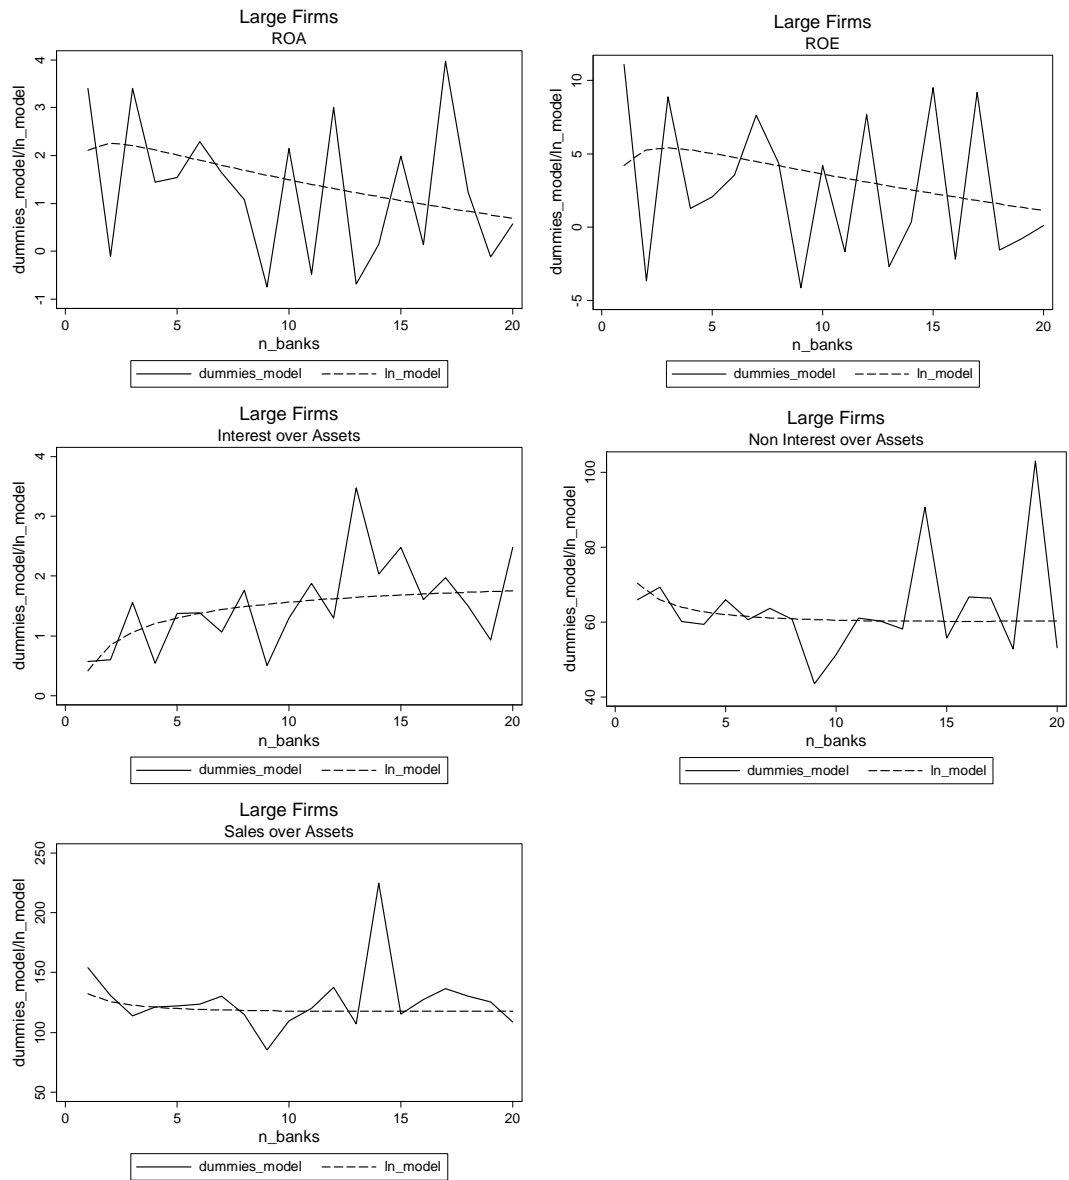 Large Firms
ROA
dummies_model/ln_model
4
3
2
1
0
-1
0 5 10 15 20
n_banks
dummies_model ln_model
Large Firms
ROE
dummies_model/ln_model
10
5
0
-5
0 5 10 15 20
n_banks
dummies_model ln_model
Large Firms
Interest over Assets
dummies_model/ln_model
4
3
2
1
0
0 5 10 15 20
n_banks
dummies_model ln_model
Large Firms
Non Interest over Assets
dummies_model/ln_model
100
80
60
40
0 5 10 15 20
n_banks
dummies_model ln_model
Large Firms
Sales over Assets
dummies_model/ln_model
250
200
150
100
50
0 5 10 15 20
n_banks
dummies_model ln_model